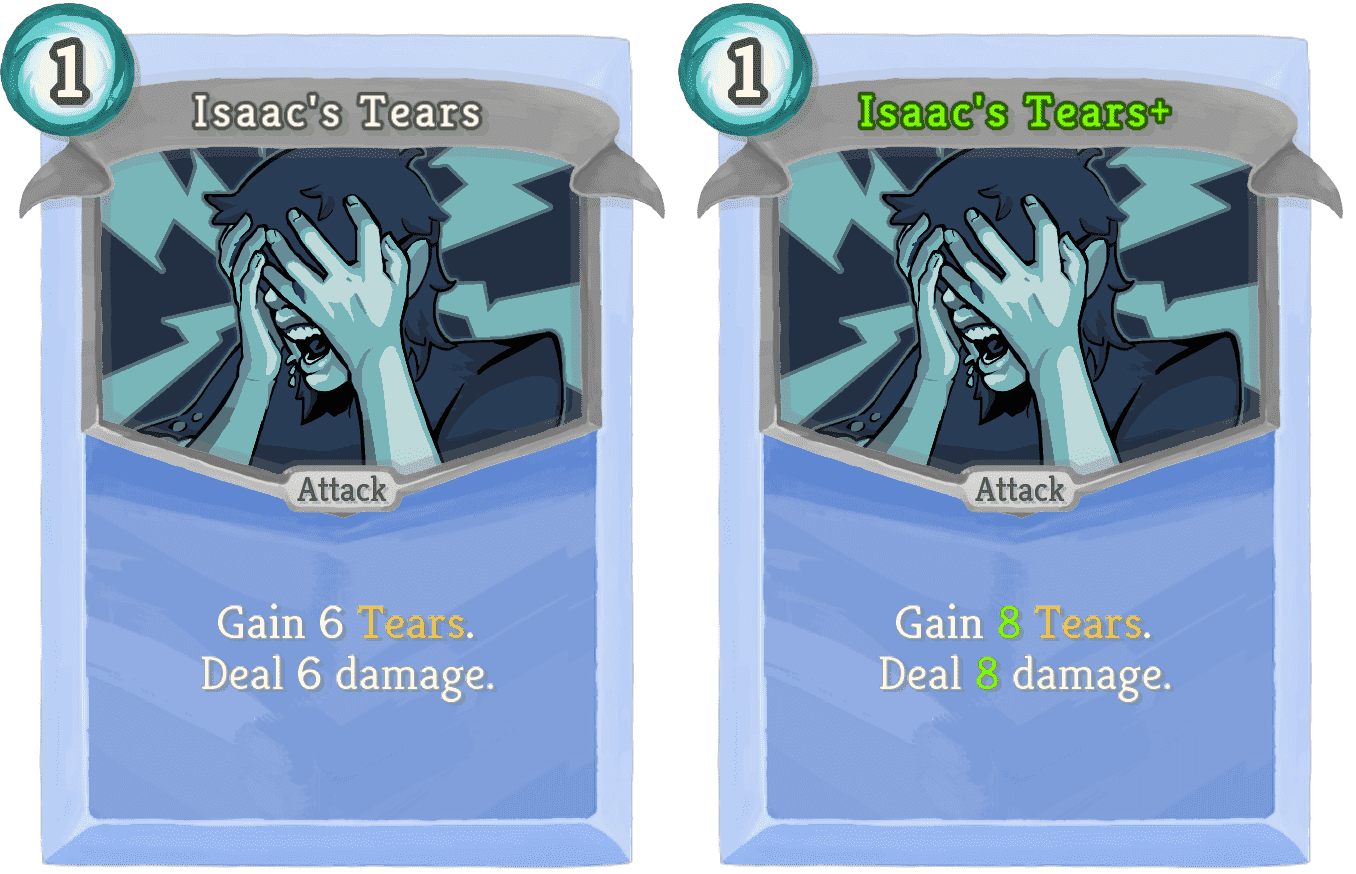 1
Isaac's Tears
Attack
Gain 6 Tears.
Deal 6 damage.
1
Isaac's Tears+
Attack
Gain 8 Tears.
Deal 8 damage.